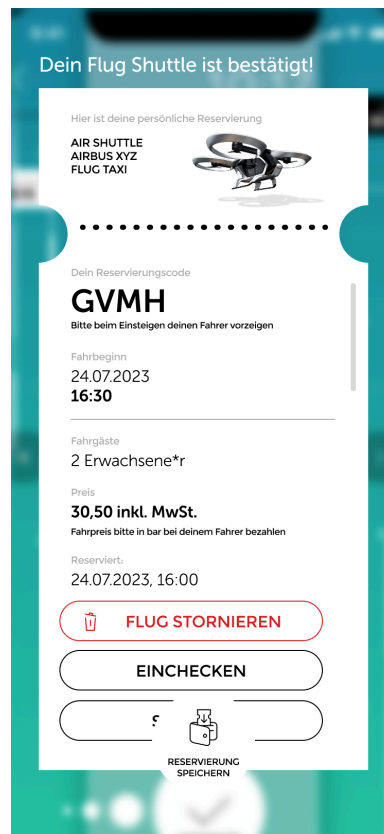 Dein Flug Shuttle ist bestätigt!
Hier ist deine persönliche Reservierung
AIR SHUTTLE
AIRBUS XYZ
FLUG TAXI
Dein Reservierungscode
GVMH
Bitte beim Einsteigen deinen Fahrer vorzeigen
Fahrbeginn
24.07.2023
16:30
Fahrgäste
2 Erwachsene*r
Preis
30,50 inkl. MwSt.
Fahrpreis bitte in bar bei deinem Fahrer bezahlen
Reserviert:
24.07.2023, 16:00
FLUG STORNIEREN
EINCHECKEN
RESERVIERUNG
SPEICHERN